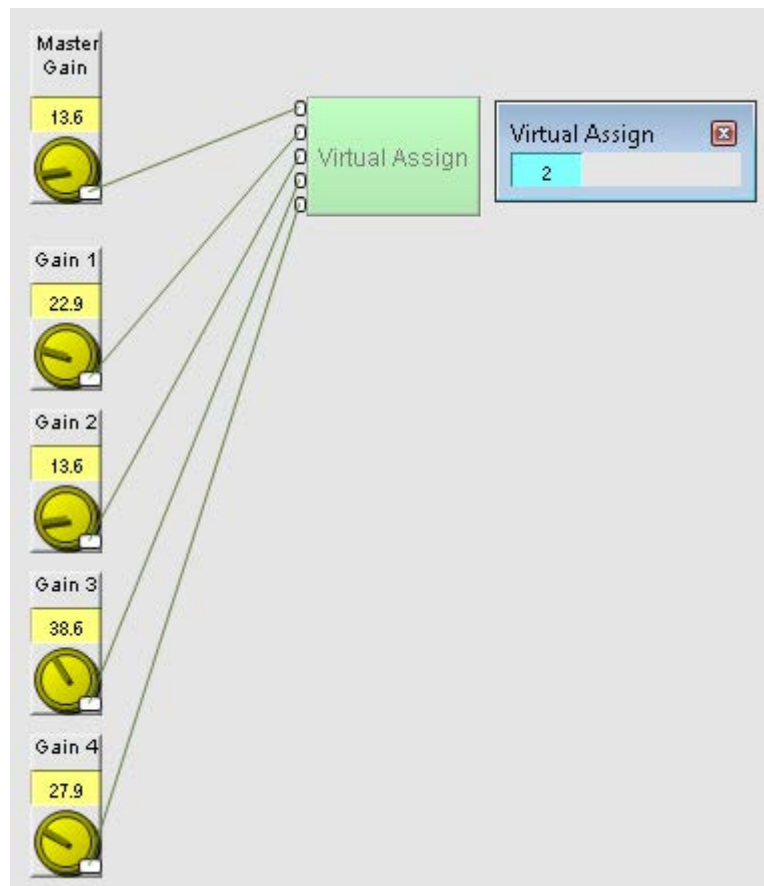 Master
Gain
13.6
Virtual Assign
Virtual Assign
2
Gain 1
22.9
Gain 2
13.6
Gain 3
38.6
Gain 4
27.9